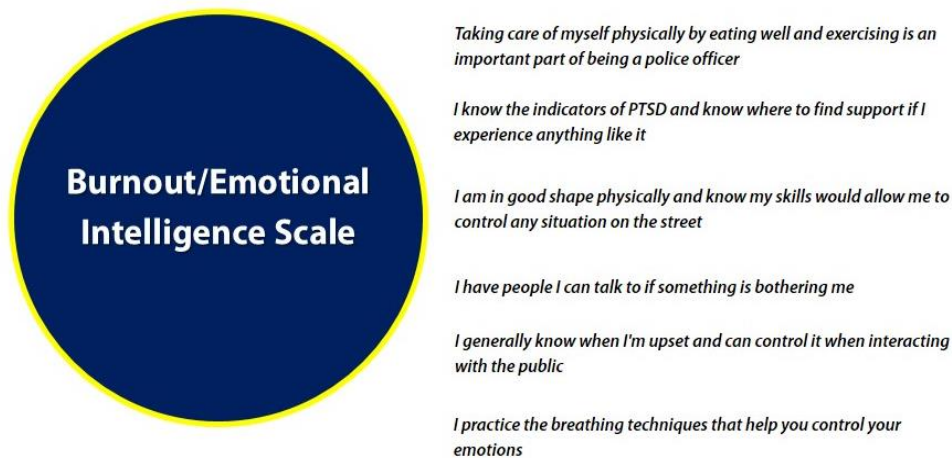 Burnout/Emotional
Intelligence Scale
Taking care of myself physically by eating well and exercising is an
important part of being a police officer
I know the indicators of PTSD and know where to find support if I
experience anything like it
I am in good shape physically and know my skills would allow me to
control any situation on the street
I have people I can talk to if something is bothering me
I generally know when I'm upset and can control it when interacting
with the public
I practice the breathing techniques that help you control your
emotions